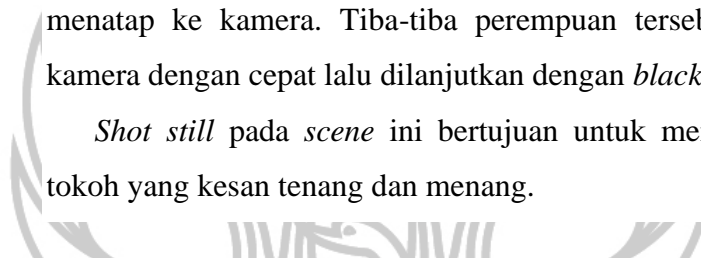 menatap ke kamera. Tiba-tiba perempuan
kamera dengan cepat lalu dilanjutkan dengan black
Shot still pada scene ini bertujuan untuk
tokoh yang kesan tenang dan menang.